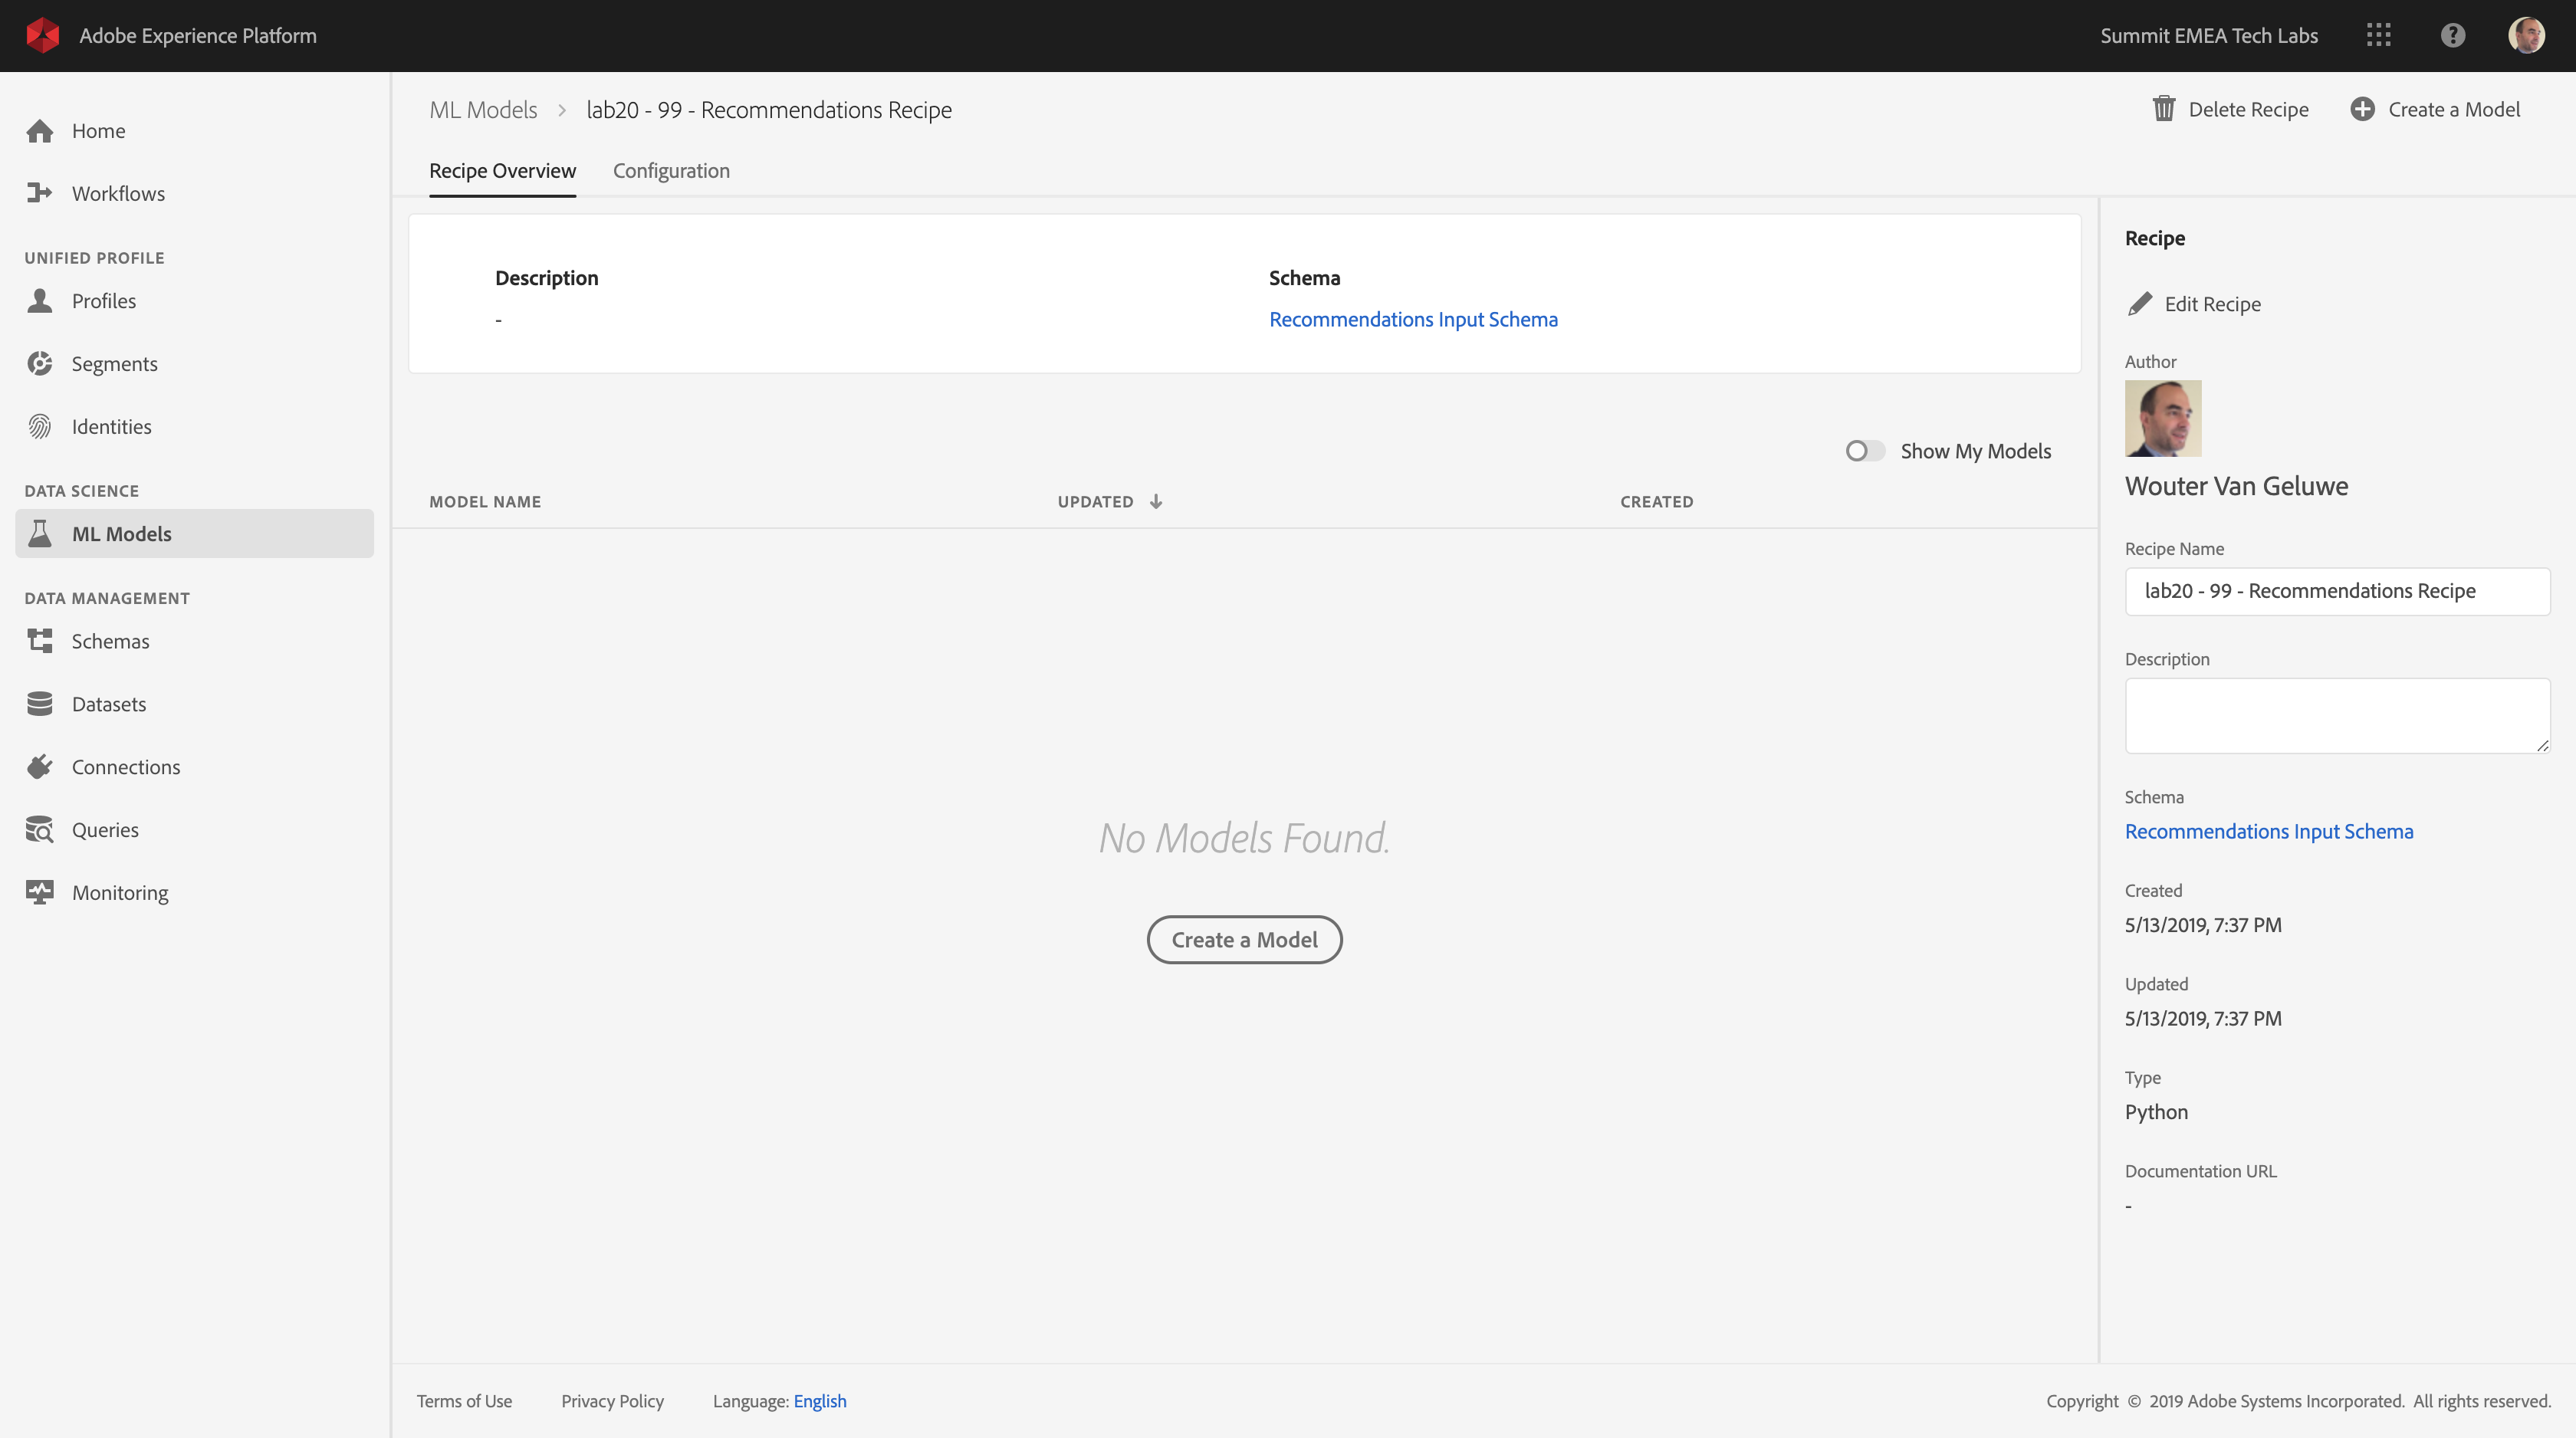 Adobe Experience Platform
Summit EMEA Tech Labs
?
Home
Workflows
UNIFIED PROFILE
Profiles
Segments
Identities
DATA SCIENCE
ML Models
DATA MANAGEMENT
Schemas
Datasets
Connections
Queries
Monitoring
ML Models > lab20 - 99 - Recommendations Recipe
Delete Recipe
Create a Model
Recipe Overview
Configuration
Description
-
Schema
Recommendations Input Schema
Show My Models
MODEL NAME
UPDATED
CREATED
No Models Found.
Create a Model
Recipe
Edit Recipe
Author
Wouter Van Geluwe
Recipe Name
lab20 - 99 - Recommendations Recipe
Description
Schema
Recommendations Input Schema
Created
5/13/2019, 7:37 PM
Updated
5/13/2019, 7:37 PM
Type
Python
Documentation URL
-
Terms of Use
Privacy Policy
Language: English
Copyright © 2019 Adobe Systems Incorporated. All rights reserved.